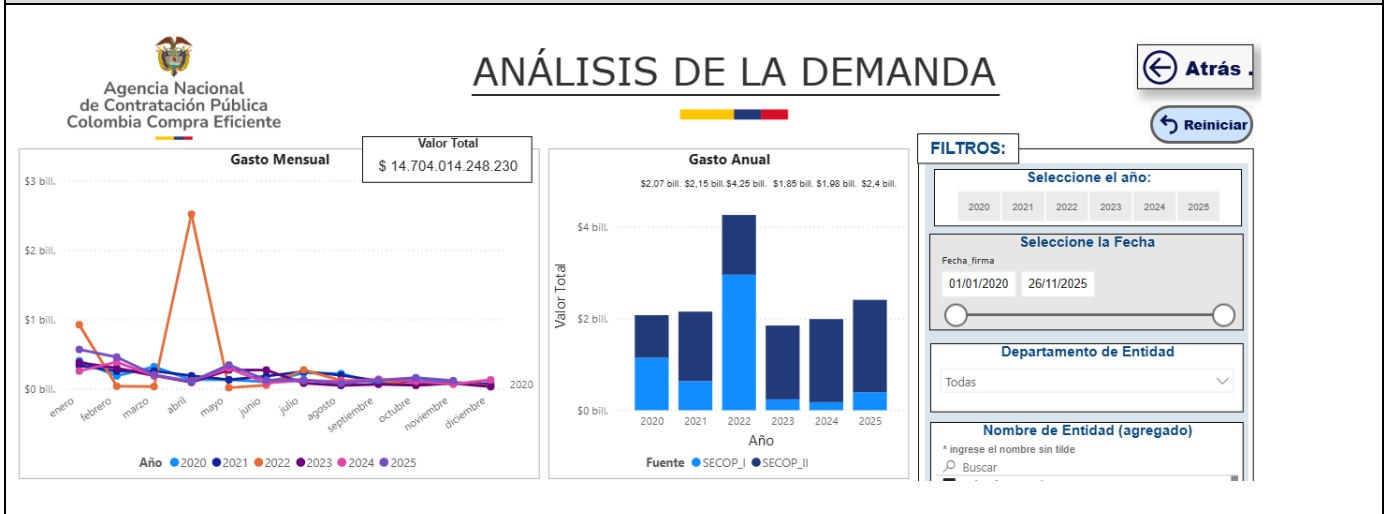 Agencia Nacional
de Contratación Pública
Colombia Compra Eficiente
ANÁLISIS DE LA DEMANDA
Atrás .
Reiniciar
Gasto Mensual
Valor Total
$ 14.704.014.248.230
$3 bill.
$2 bill.
$1 bill.
$0 bill.
2020
enero
febrero
marzo
abril
mayo
junio
julio
agosto
septiembre
octubre
noviembre
diciembre
Año 2020 2021 2022 2023 2024 2025
Gasto Anual
$2,07 bill. $2,15 bill. $4,25 bill. $1,85 bill. $1,98 bill. $2,4 bill.
Valor Total
$4 bill.
$2 bill.
$0 bill.
2020 2021 2022 2023 2024 2025
Año
Fuente SECOP_I SECOP_II
FILTROS:
Seleccione el año:
2020 2021 2022 2023 2024 2025
Seleccione la Fecha
Fecha_firma
01/01/2020 26/11/2025
Departamento de Entidad
Todas
Nombre de Entidad (agregado)
* ingrese el nombre sin tilde
Buscar